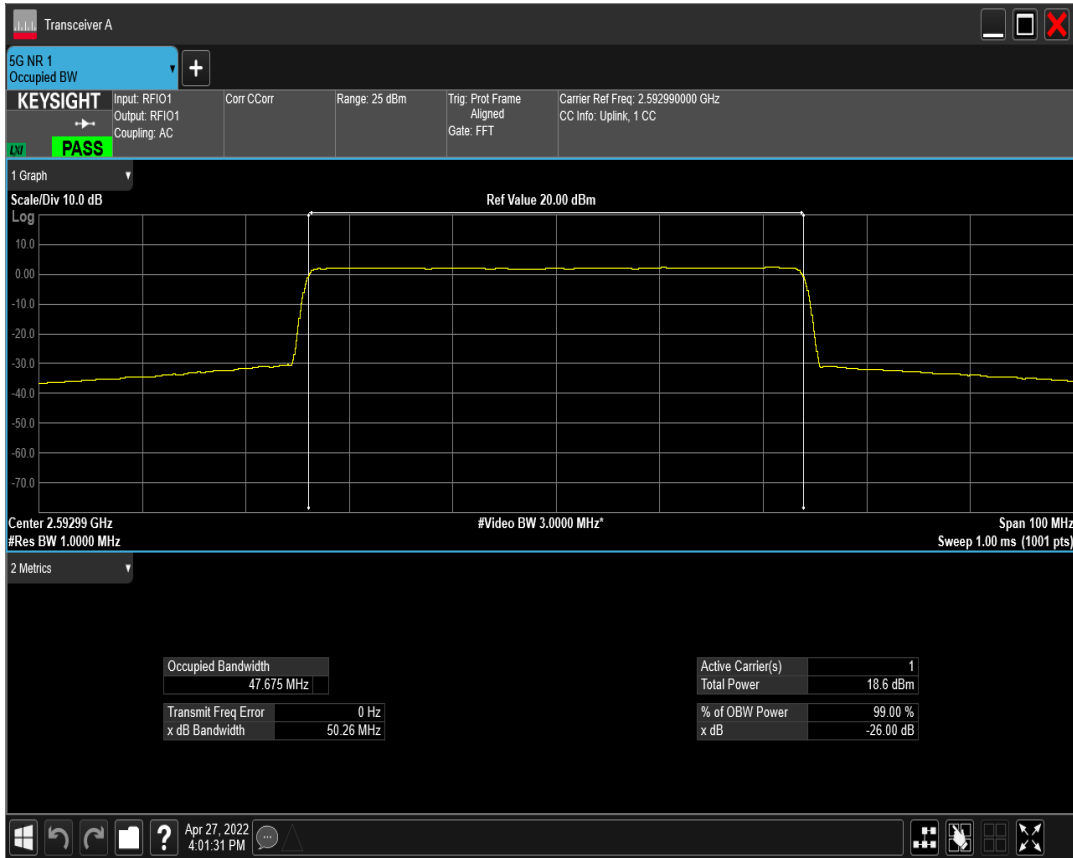 Transceiver A
5G NR 1
Occupied BW
KEYSIGHT
Input: RFIO1
Output: RFIO1
Coupling: AC
Corr CCorr
Range: 25 dBm
Trig: Prot Frame
Aligned
Gate: FFT
Carrier Ref Freq: 2.592990000 GHz
CC Info: Uplink, 1 CC
LXI
PASS
1 Graph
Scale/Div 10.0 dB
Ref Value 20.00 dBm
Log
10.0
0.00
-10.0
-20.0
-30.0
-40.0
-50.0
-60.0
-70.0
Center 2.59299 GHz
#Video BW 3.0000 MHz*
Span 100 MHz
#Res BW 1.0000 MHz
Sweep 1.00 ms (1001 pts)
2 Metrics
Occupied Bandwidth
47.675 MHz
Transmit Freq Error 0 Hz
x dB Bandwidth 50.26 MHz
Active Carrier(s) 1
Total Power 18.6 dBm
% of OBW Power 99.00 %
x dB -26.00 dB
?
Apr 27, 2022
4:01:31 PM